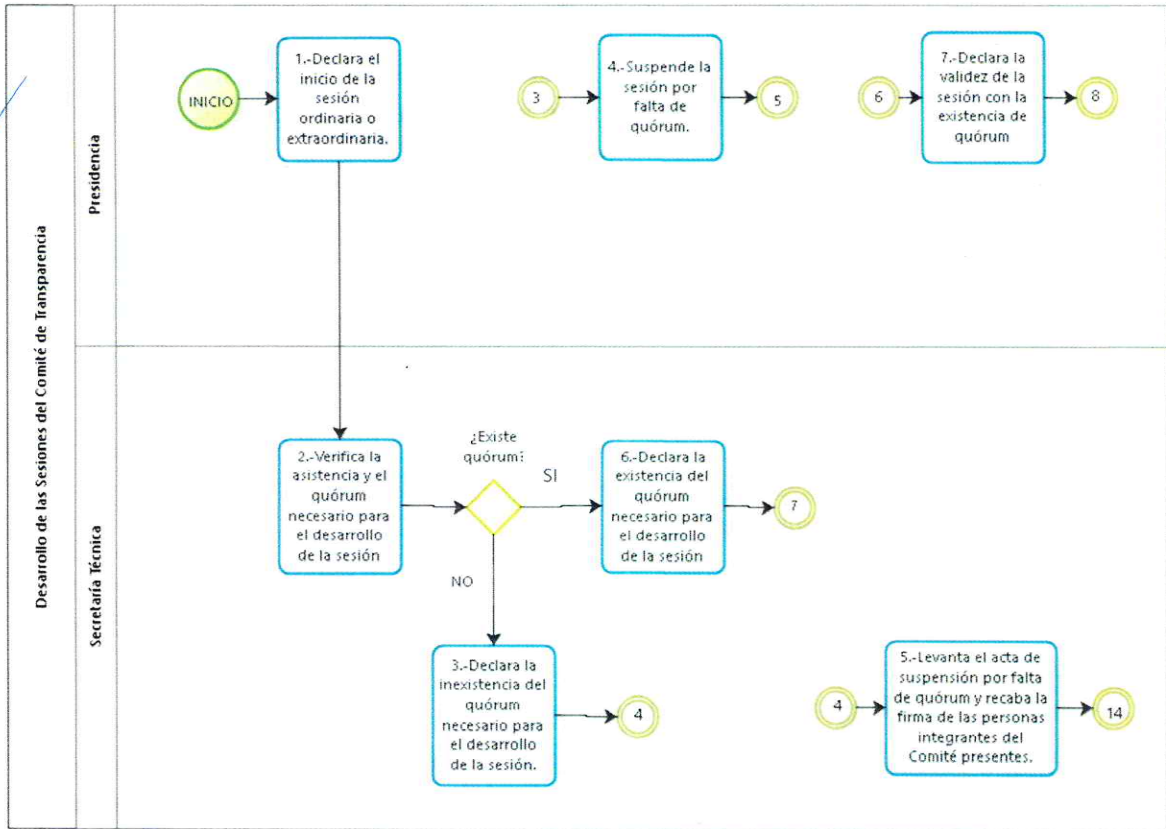 Desarrollo de las Sesiones del Comité de Transparencia
Presidencia
INICIO
1.-Declara el
inicio de la
sesión
ordinaria o
extraordinaria.
3
4.-Suspende la
sesión por
falta de
quórum.
5
6
7.-Declara la
validez de la
sesión con la
existencia de
quórum
8
Secretaría Técnica
2.-Verifica la
asistencia y el
quórum
necesario para
el desarrollo
de la sesión
¿Existe
quórum?
SI
NO
6.-Declara la
existencia del
quórum
necesario para
el desarrollo
de la sesión
7
3.-Declara la
inexistencia del
quórum
necesario para
el desarrollo
de la sesión.
4
4
5.-Levanta el acta de
suspensión por falta
de quórum y recaba la
firma de las personas
integrantes del
Comité presentes.
14